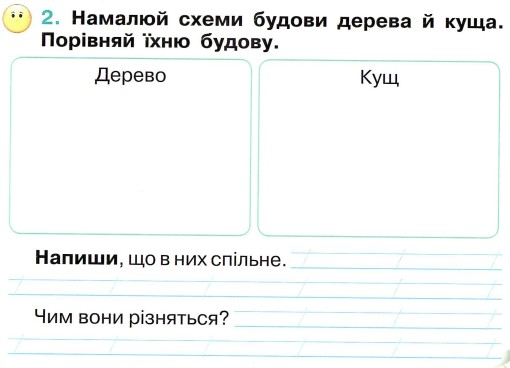 2. Намалюй схеми будови дерева й куща.
Порівняй їхню будову.
Дерево
Кущ
Напиши, що в них спільне.
Чим вони різняться?